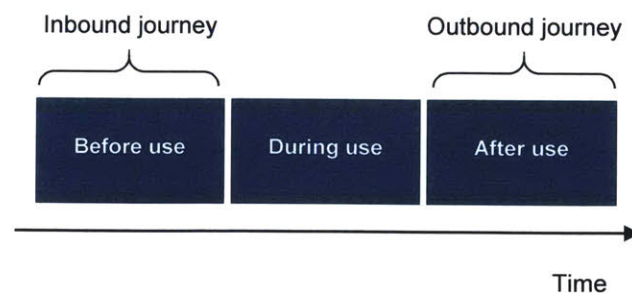 Inbound journey
Outbound journey
Before use
During use
After use
Time